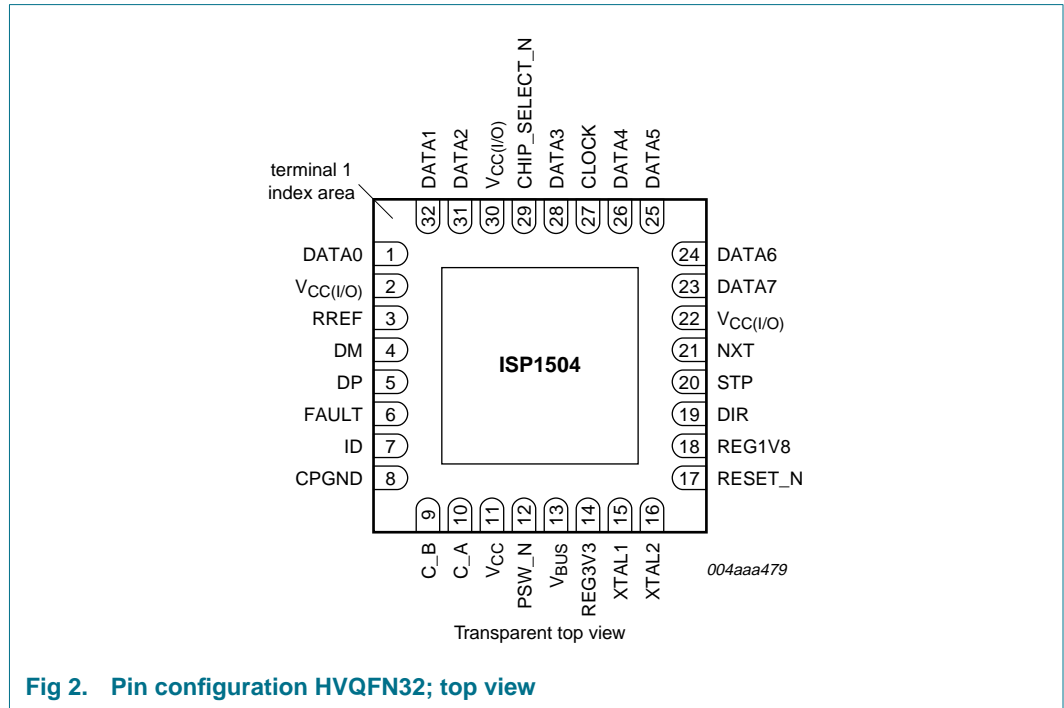 DATA1
DATA2
VCC(I/O)
CHIP_SELECT_N
DATA3
CLOCK
DATA4
DATA5
terminal 1
index area
32
31
30
29
28
27
26
25
DATA0 1
VCC(I/O) 2
RREF 3
DM 4
DP 5
FAULT 6
ID 7
CPGND 8
ISP1504
24 DATA6
23 DATA7
22 VCC(I/O)
21 NXT
20 STP
19 DIR
18 REG1V8
17 RESET_N
9
10
11
12
13
14
15
16
C_B
C_A
VCC
PSW_N
VBUS
REG3V3
XTAL1
XTAL2
004aaa479
Transparent top view
Fig 2. Pin configuration HVQFN32; top view